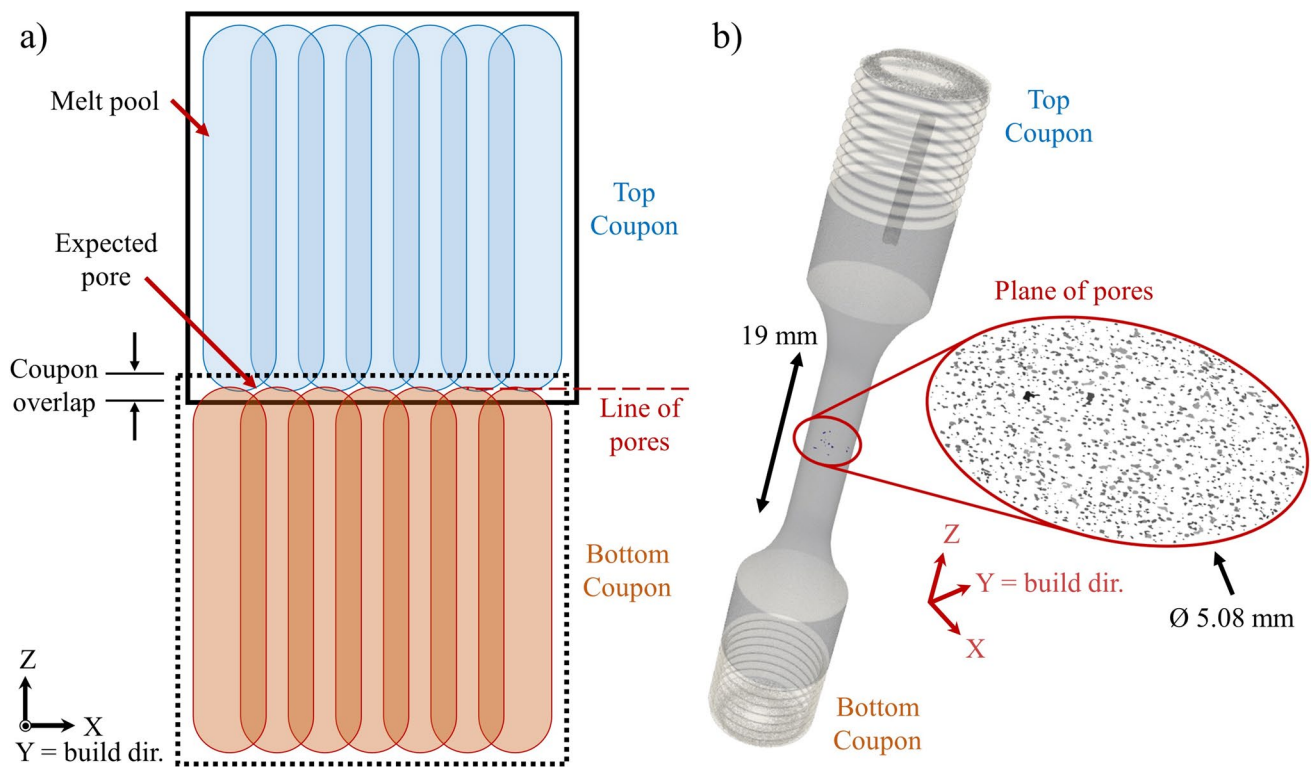 a)
Melt pool
Top
Coupon
Expected
pore
Coupon
overlap
Line of
pores
Bottom
Coupon
Z
X
Y = build dir.
b)
Top
Coupon
Plane of pores
19 mm
Z
Y = build dir.
X
Ø 5.08 mm
Bottom
Coupon